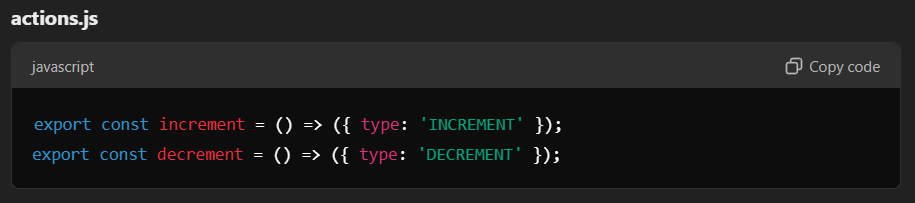 actions.js
javascript
Copy code
export const increment = () => ({ type: 'INCREMENT' });
export const decrement = () => ({ type: 'DECREMENT' });